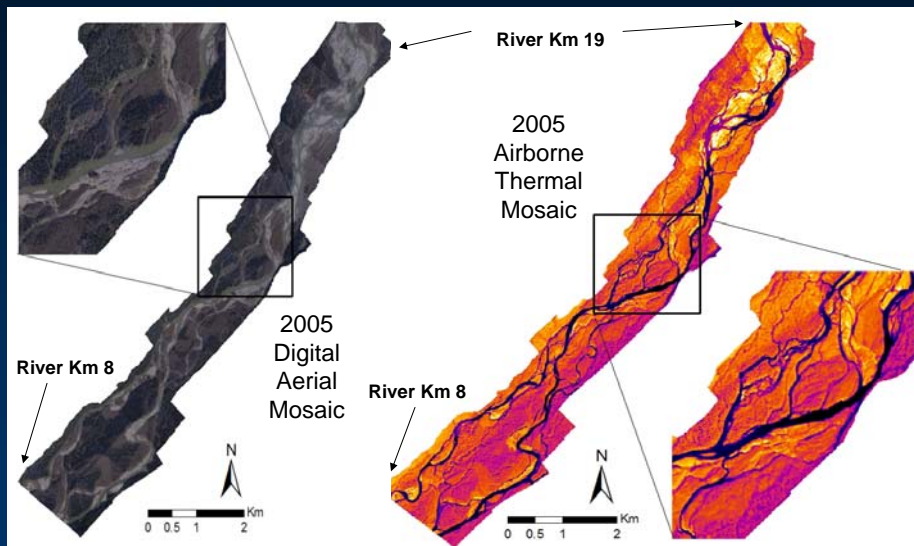 River Km 19
2005
Airborne
Thermal
Mosaic
2005
Digital
Aerial
Mosaic
River Km 8
River Km 8
N
Km
0 0.5 1 2
N
Km
0 0.5 1 2